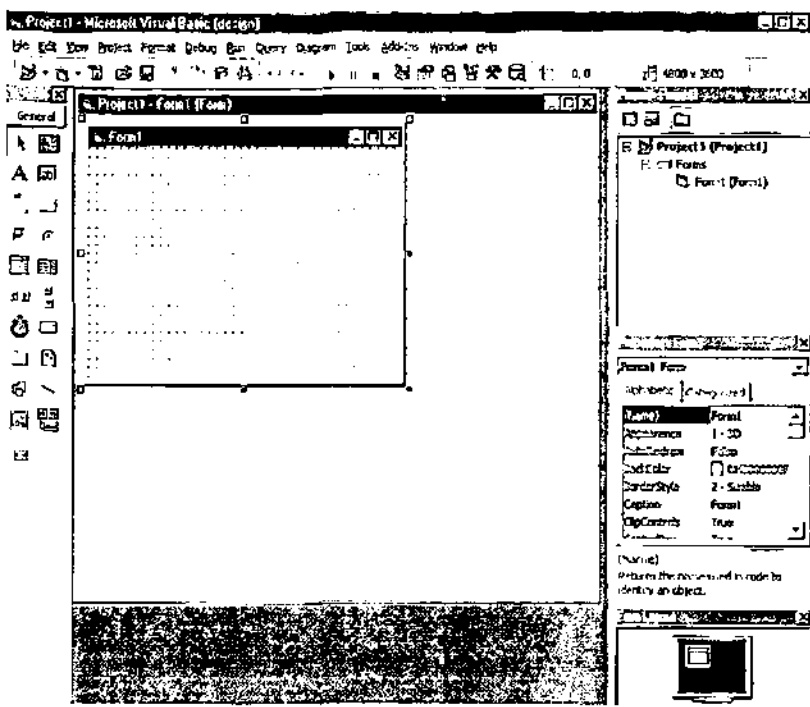 Project1 - Microsoft Visual Basic [design]
File Edit View Project Format Debug Run Query Diagram Tools Add-Ins Window Help
0, 0
4800 x 3600
General
Project1 - Form1 (Form)
Form1
Project1 (Project1)
Forms
Form1 (Form1)
Form1 Form
Alphabetic Categorized
(Name) Form1
Appearance 1 - 3D
AutoRedraw False
BackColor
BorderStyle 2 - Sizable
Caption Form1
ClipControls True
(Name)
Returns the name used in code to
identify an object.